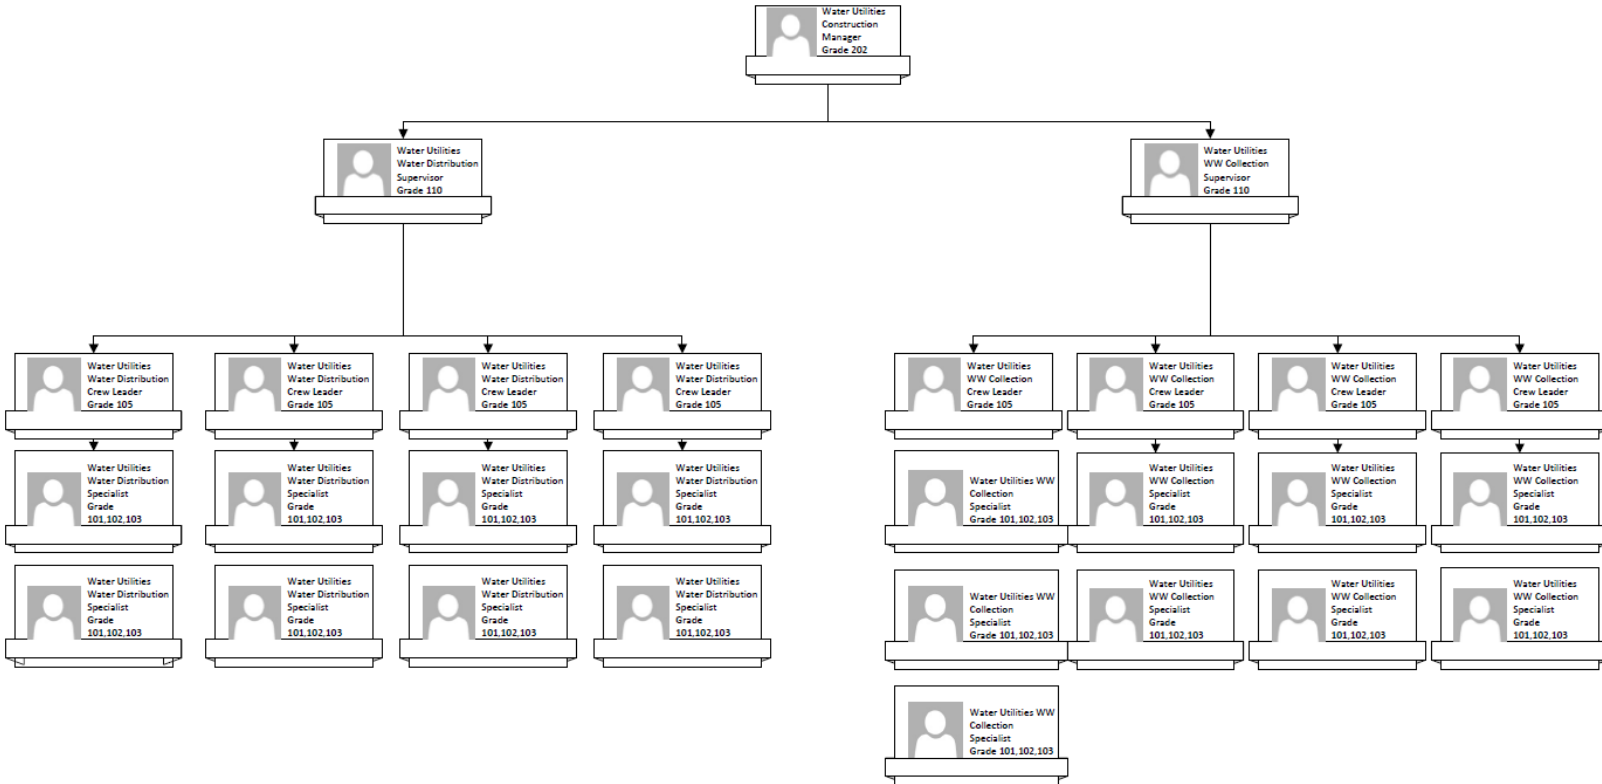 Water Utilities
Construction
Manager
Grade 202
Water Utilities
Water Distribution
Supervisor
Grade 110
Water Utilities
WW Collection
Supervisor
Grade 110
Water Utilities
Water Distribution
Crew Leader
Grade 105
Water Utilities
Water Distribution
Crew Leader
Grade 105
Water Utilities
Water Distribution
Crew Leader
Grade 105
Water Utilities
Water Distribution
Crew Leader
Grade 105
Water Utilities
WW Collection
Crew Leader
Grade 105
Water Utilities
WW Collection
Crew Leader
Grade 105
Water Utilities
WW Collection
Crew Leader
Grade 105
Water Utilities
WW Collection
Crew Leader
Grade 105
Water Utilities
Water Distribution
Specialist
Grade
101,102,103
Water Utilities
Water Distribution
Specialist
Grade
101,102,103
Water Utilities
Water Distribution
Specialist
Grade
101,102,103
Water Utilities
Water Distribution
Specialist
Grade
101,102,103
Water Utilities WW
Collection
Specialist
Grade 101,102,103
Water Utilities
WW Collection
Specialist
Grade
101,102,103
Water Utilities
WW Collection
Specialist
Grade
101,102,103
Water Utilities
WW Collection
Specialist
Grade
101,102,103
Water Utilities
Water Distribution
Specialist
Grade
101,102,103
Water Utilities
Water Distribution
Specialist
Grade
101,102,103
Water Utilities
Water Distribution
Specialist
Grade
101,102,103
Water Utilities
Water Distribution
Specialist
Grade
101,102,103
Water Utilities WW
Collection
Specialist
Grade 101,102,103
Water Utilities
WW Collection
Specialist
Grade
101,102,103
Water Utilities
WW Collection
Specialist
Grade
101,102,103
Water Utilities
WW Collection
Specialist
Grade
101,102,103
Water Utilities WW
Collection
Specialist
Grade 101,102,103